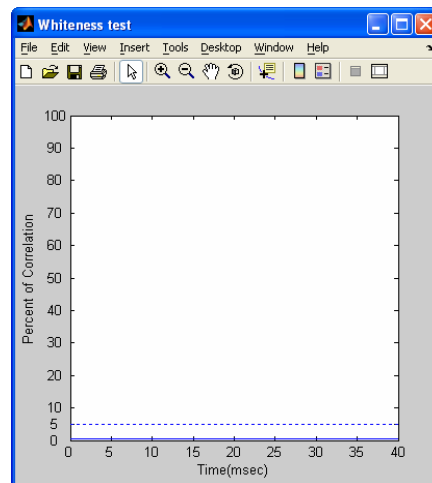 Whiteness test
File Edit View Insert Tools Desktop Window Help
100
90
80
70
60
50
40
30
20
10
5
0
Percent of Correlation
0 5 10 15 20 25 30 35 40
Time(msec)